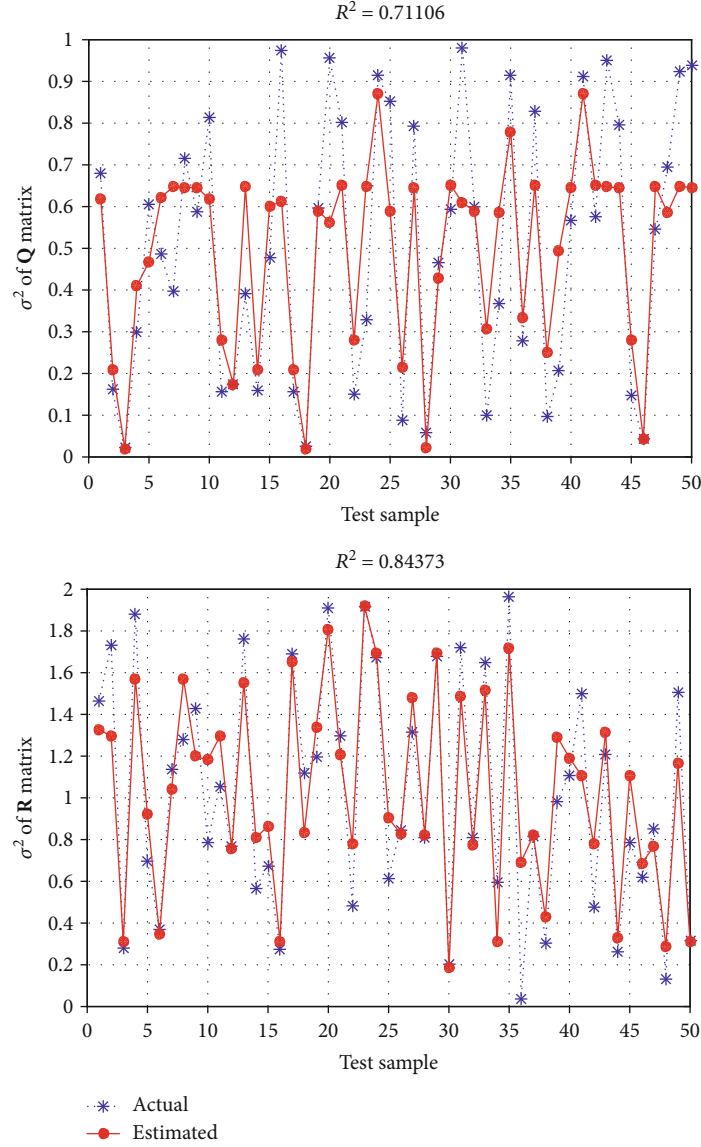 R² = 0.71106
1
0.9
0.8
0.7
0.6
0.5
0.4
0.3
0.2
0.1
0
σ² of Q matrix
0 5 10 15 20 25 30 35 40 45 50
Test sample
R² = 0.84373
2
1.8
1.6
1.4
1.2
1
0.8
0.6
0.4
0.2
0
σ² of R matrix
0 5 10 15 20 25 30 35 40 45 50
Test sample
Actual
Estimated